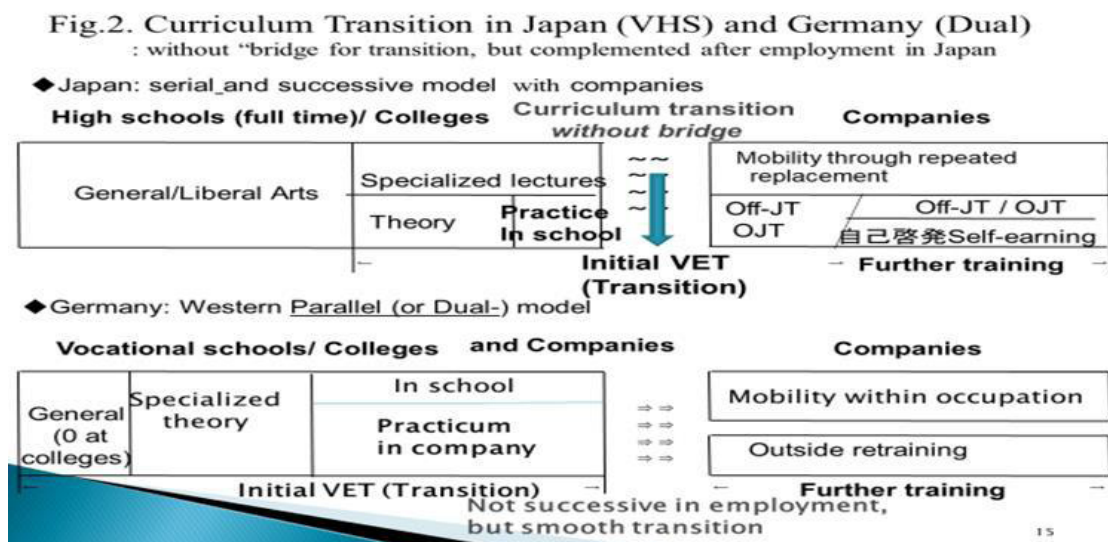 Fig.2. Curriculum Transition in Japan (VHS) and Germany (Dual)
: without “bridge for transition, but complemented after employment in Japan
◆Japan: serial_and successive model with companies
High schools (full time)/ Colleges
Curriculum transition
without bridge
Companies
General/Liberal Arts
Specialized lectures
Theory
Practice
In school
~~
~
~
~
Mobility through repeated
replacement
Off-JT
OJT
Off-JT / OJT
自己啓発Self-earning
←
Initial VET
(Transition)
→
← Further training →
◆Germany: Western Parallel (or Dual-) model
Vocational schools/ Colleges and Companies
Companies
General
(0 at
colleges)
Specialized
theory
In school
Practicum
in company
⇒ ⇒
⇒ ⇒
⇒ ⇒
⇒ ⇒
Mobility within occupation
Outside retraining
← Initial VET (Transition) →
← Further training →
Not successive in employment,
but smooth transition
15